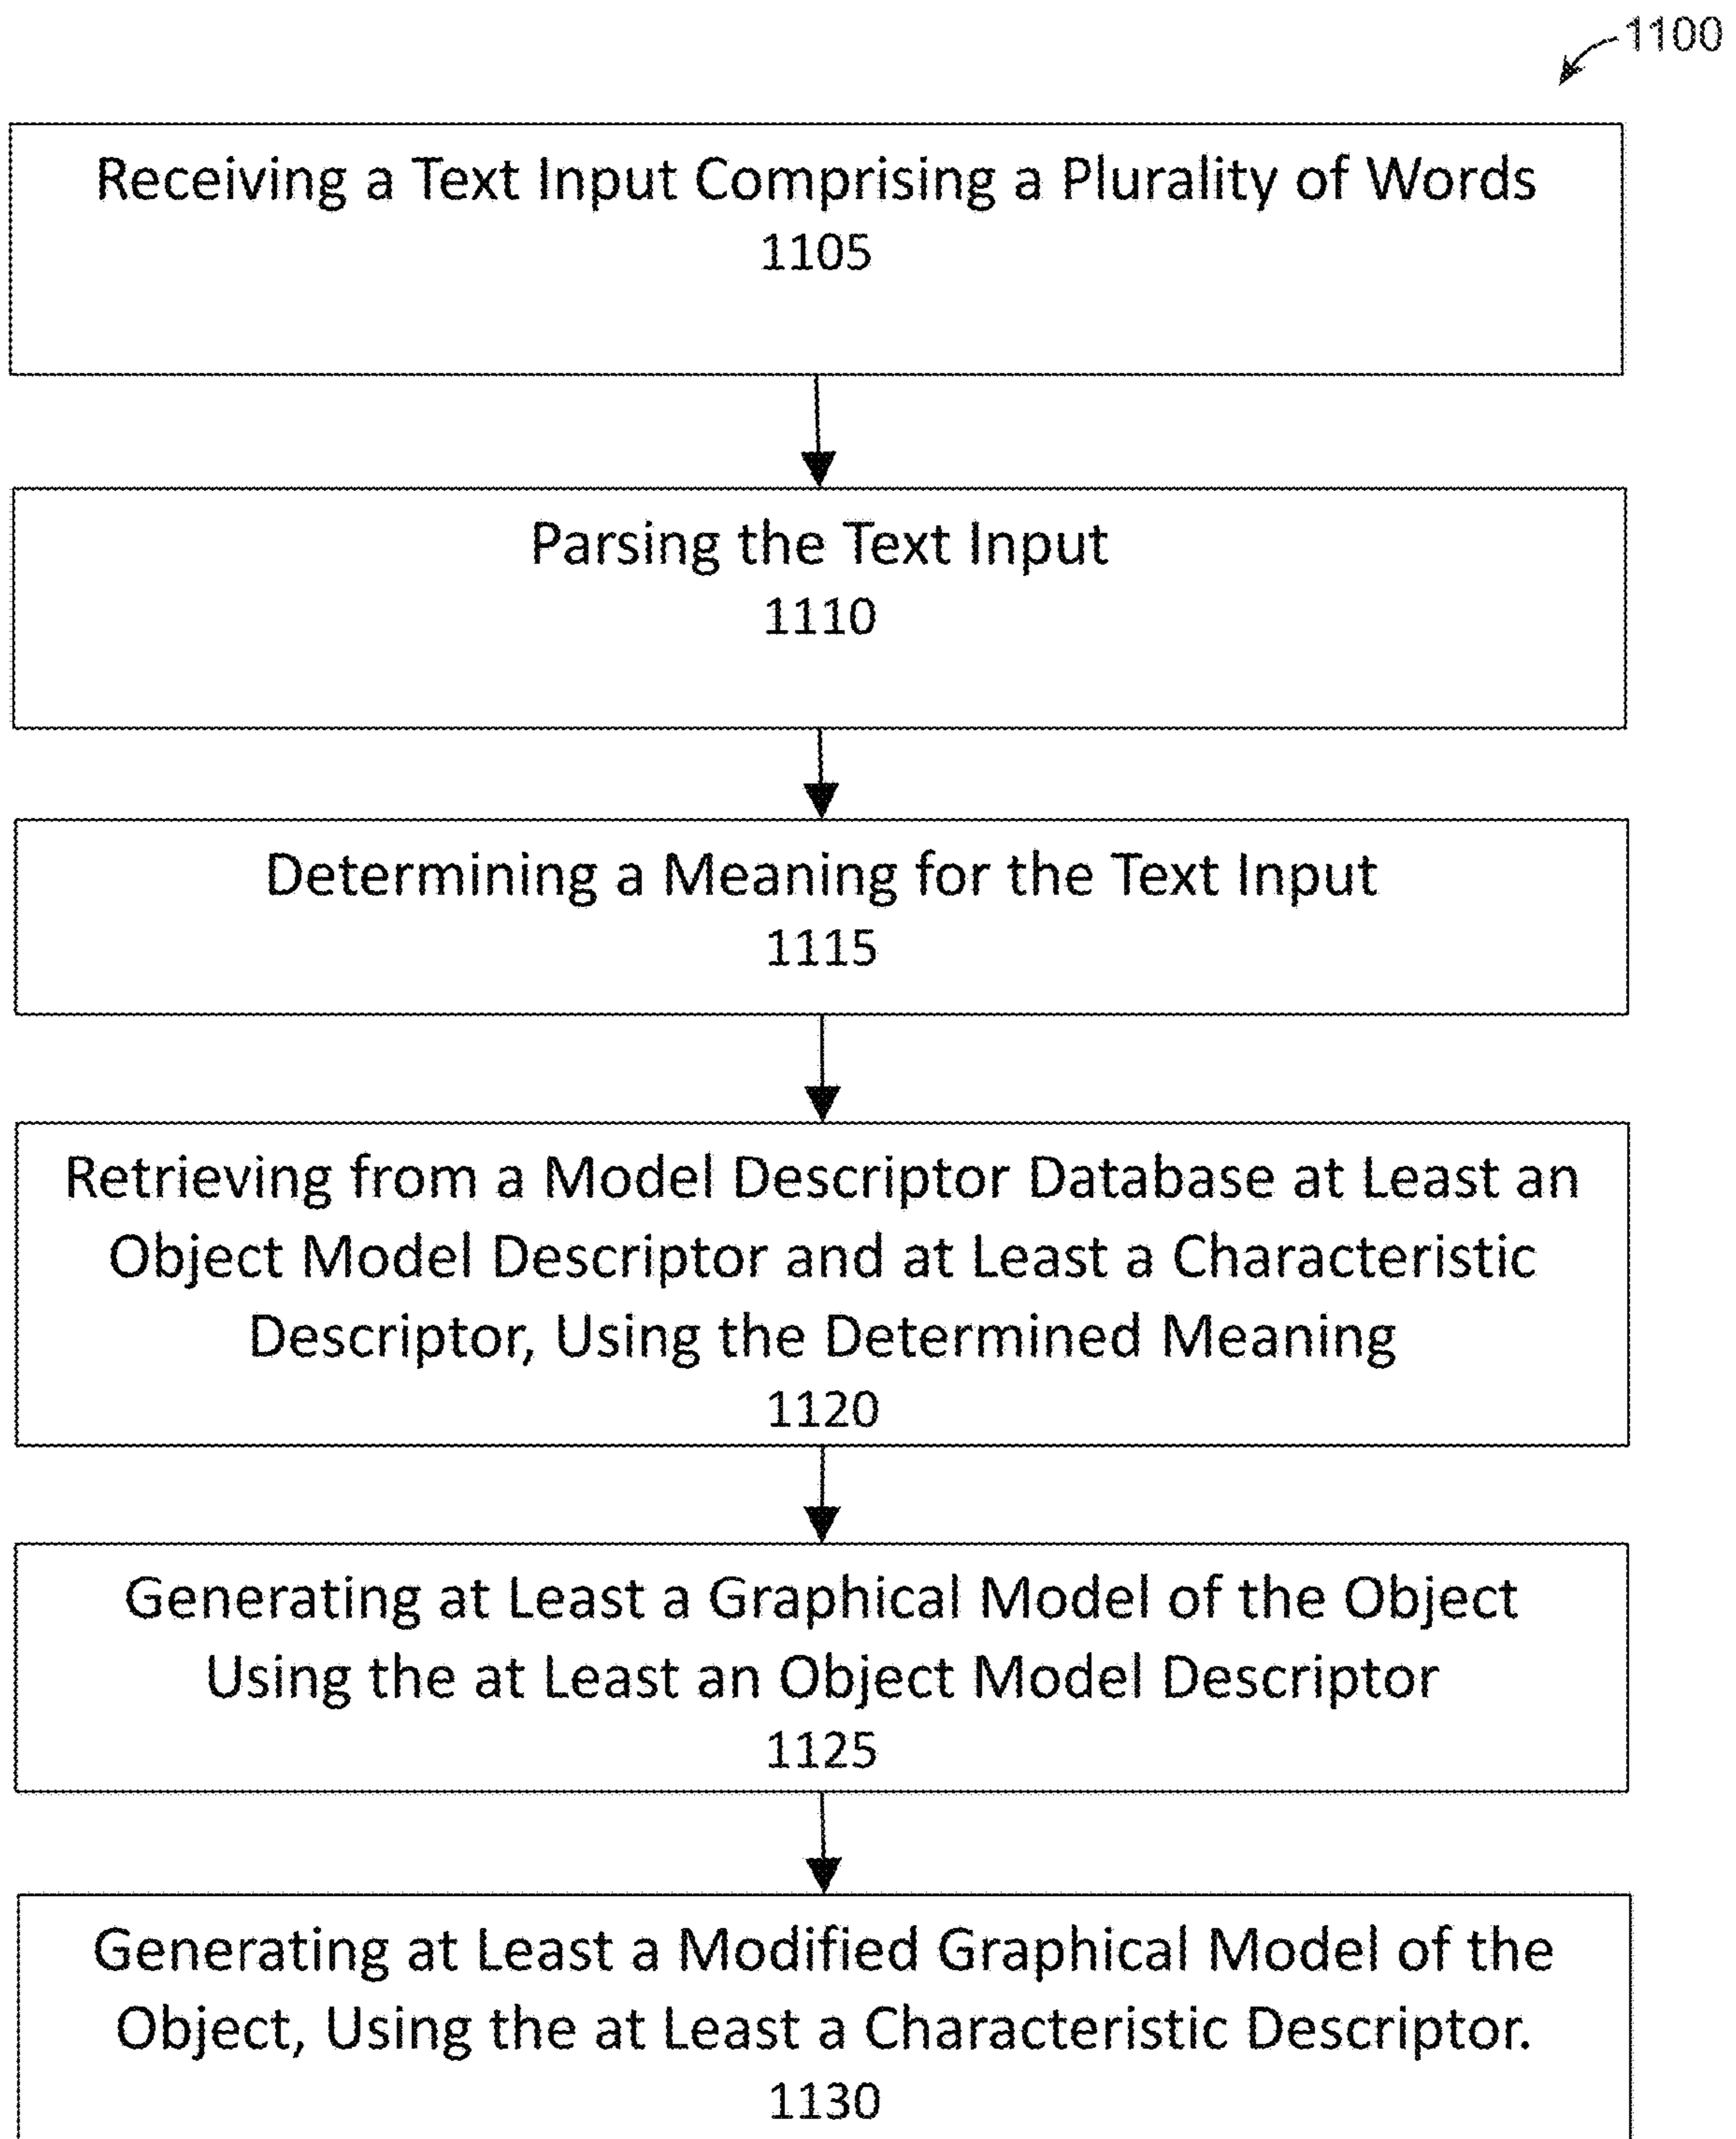 1100
Receiving a Text Input Comprising a Plurality of Words
1105
Parsing the Text Input
1110
Determining a Meaning for the Text Input
1115
Retrieving from a Model Descriptor Database at Least an
Object Model Descriptor and at Least a Characteristic
Descriptor, Using the Determined Meaning
1120
Generating at Least a Graphical Model of the Object
Using the at Least an Object Model Descriptor
1125
Generating at Least a Modified Graphical Model of the
Object, Using the at Least a Characteristic Descriptor.
1130